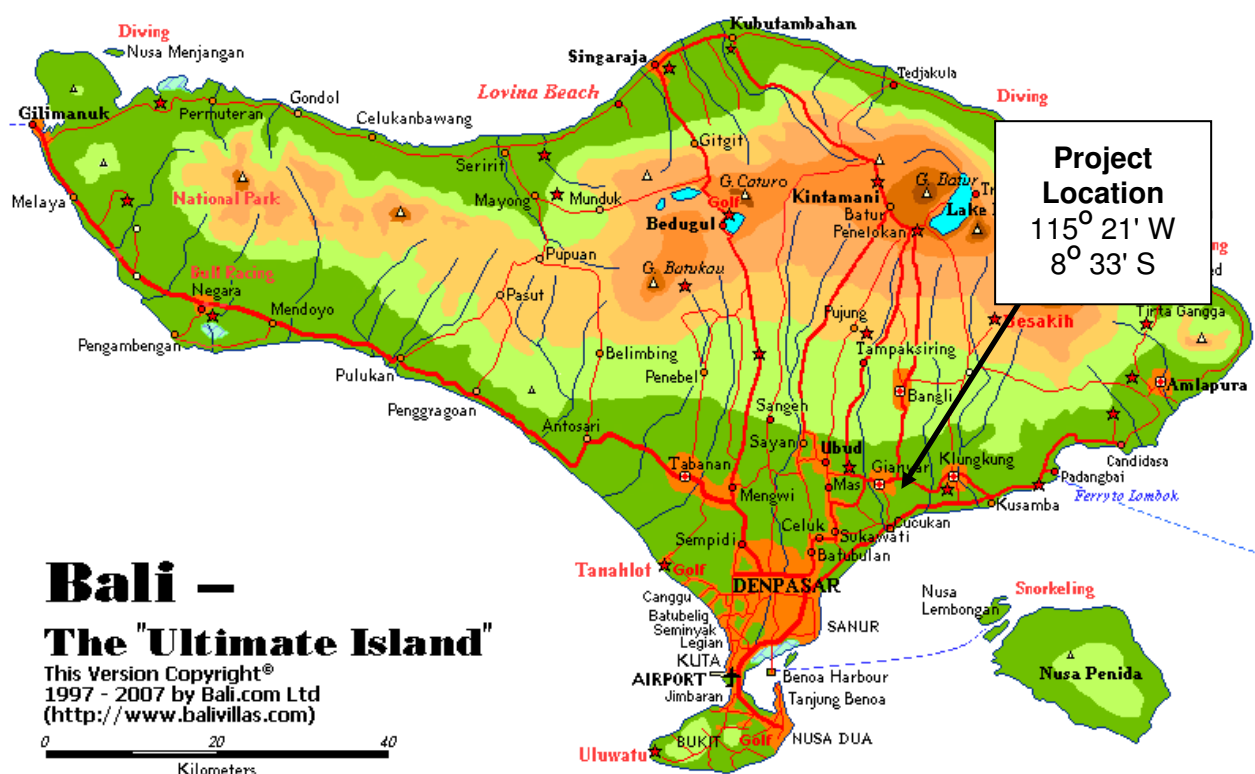 Diving
Nusa Menjangan
Kubutambahan
Singaraja
Tedjakula
Lovina Beach
Diving
Gilimanuk
Permuteran
Gondol
Celukanbawang
Gitgit
Seririt
Project
Location
115° 21' W
8° 33' S
Melaya
National Park
Mayong
Munduk
G. Caturo
Golf
Kintamani
G. Batur
Batur
Penelokan
Lake
Bedugul
Pupuan
G. Batukau
Bull Racing
Negara
Mendoyo
Pasut
Pujung
Besakih
Tirta Gangga
Pengambengan
Belimbing
Tampaksiring
Pulukan
Penebel
Bangli
Amlapura
Penggragoan
Sangeh
Antosari
Sayan
Ubud
Tabanan
Gianyar
Klungkung
Candidasa
Mengwi
Mas
Padangbai
Ferry to Lombok
Kusamba
Celuk
Cucukan
Sempidi
Sukawati
Batubulan
Bali –
Tanahlot
Golf
DENPASAR
Canggu
Batubelig
Seminyak
Legian
KUTA
SANUR
Nusa
Lembongan
Snorkeling
The "Ultimate Island"
This Version Copyright©
1997 - 2007 by Bali.com Ltd
(http://www.balivillas.com)
AIRPORT
Benoa Harbour
Jimbaran
Tanjung Benoa
Nusa Penida
0 20 40
Kilometers
Uluwatu
BUKIT
Golf
NUSA DUA